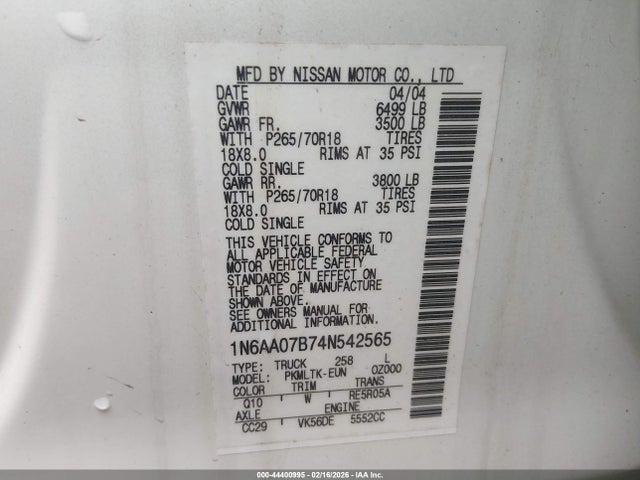 MFD BY NISSAN MOTOR CO., LTD
DATE 04/04
GVWR 6499 LB
GAWR FR. 3500 LB
WITH P265/70R18 TIRES
18X8.0 RIMS AT 35 PSI
COLD SINGLE
GAWR RR. 3800 LB
WITH P265/70R18 TIRES
18X8.0 RIMS AT 35 PSI
COLD SINGLE
THIS VEHICLE CONFORMS TO
ALL APPLICABLE FEDERAL
MOTOR VEHICLE SAFETY
STANDARDS IN EFFECT ON
THE DATE OF MANUFACTURE
SHOWN ABOVE.
SEE OWNERS MANUAL FOR
ADDITIONAL INFORMATION
1N6AA07B74N542565
TYPE: TRUCK 258 L
MODEL: PKMLTK-EUN OZ000
COLOR TRIM TRANS
Q10 W RE5R05A
AXLE ENGINE
CC29 VK56DE 5552CC
000-44400995 - 02/16/2026 - IAAI.COM